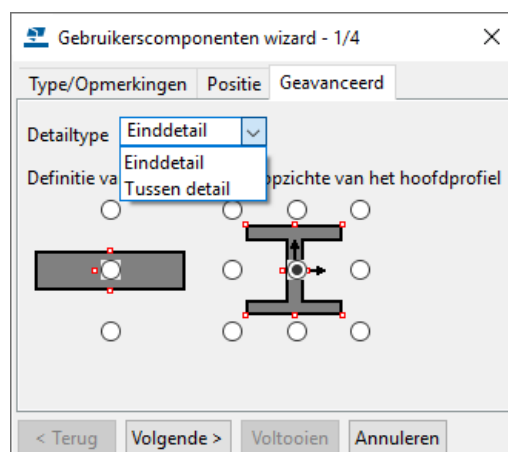 Gebruikerscomponenten wizard - 1/4
Type/Opmerkingen Positie Geavanceerd
Detailtype Einddetail
Einddetail
Tussen detail
Definitie va opzichte van het hoofdprofiel
< Terug Volgende > Voltooien Annuleren